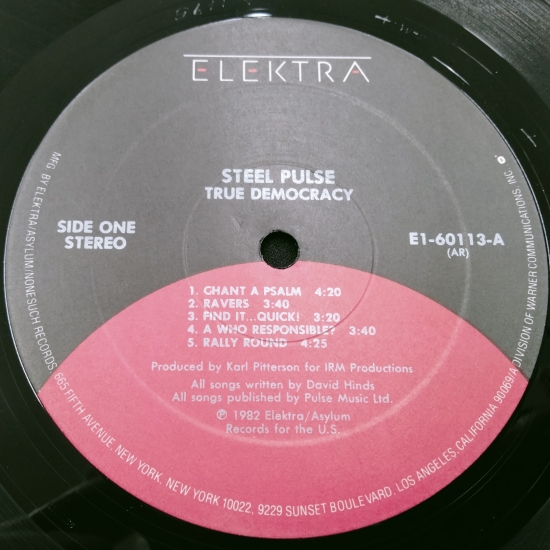 ELEKTRA
STEEL PULSE
TRUE DEMOCRACY
SIDE ONE
STEREO
E1-60113-A
(AR)
1. CHANT A PSALM 4:20
2. RAVERS 3:40
3. FIND IT...QUICK! 3:20
4. A WHO RESPONSIBLE? 3:40
5. RALLY ROUND 4:25
Produced by Karl Pitterson for IRM Productions
All songs written by David Hinds
All songs published by Pulse Music Ltd.
℗ 1982 Elektra/Asylum
Records for the U.S.
MFG. BY ELEKTRA/ASYLUM/NONESUCH RECORDS, 665 FIFTH AVENUE, NEW YORK, NEW YORK 10022, 9229 SUNSET BOULEVARD, LOS ANGELES, CALIFORNIA 90069/A DIVISION OF WARNER COMMUNICATIONS INC.